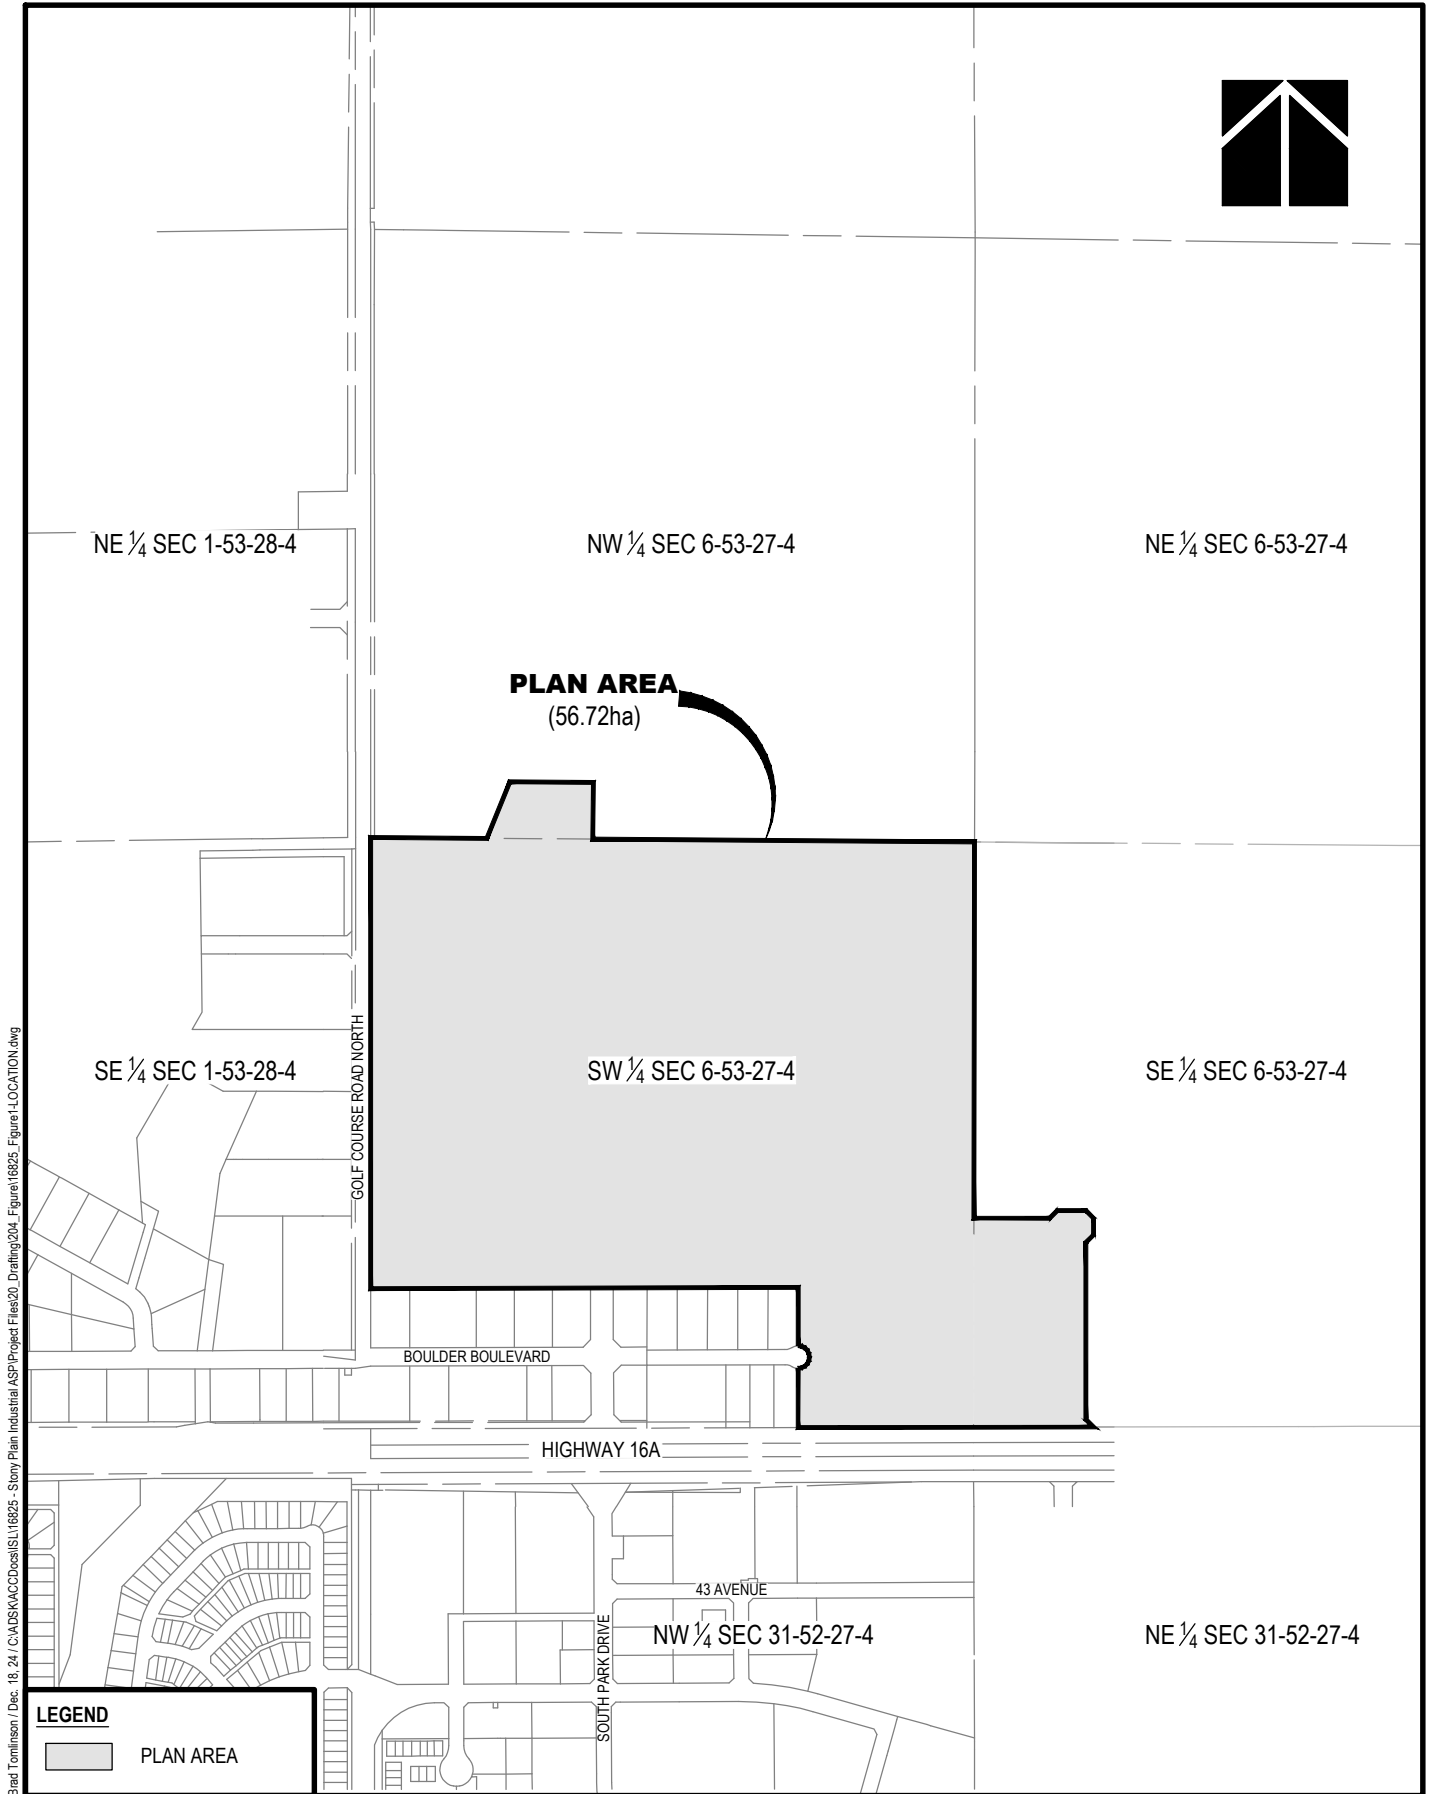 NE ¼ SEC 1-53-28-4
NW ¼ SEC 6-53-27-4
NE ¼ SEC 6-53-27-4
PLAN AREA
(56.72ha)
SE ¼ SEC 1-53-28-4
GOLF COURSE ROAD NORTH
SW ¼ SEC 6-53-27-4
SE ¼ SEC 6-53-27-4
BOULDER BOULEVARD
HIGHWAY 16A
43 AVENUE
SOUTH PARK DRIVE
NW ¼ SEC 31-52-27-4
NE ¼ SEC 31-52-27-4
LEGEND
PLAN AREA
Brad Tomlinson / Dec. 18, 24 / C:\ADSK\ACCDocs\ISL\16825 - Stony Plain Industrial ASP\Project Files\20_Drafting\204_Figure\16825_Figure1-LOCATION.dwg